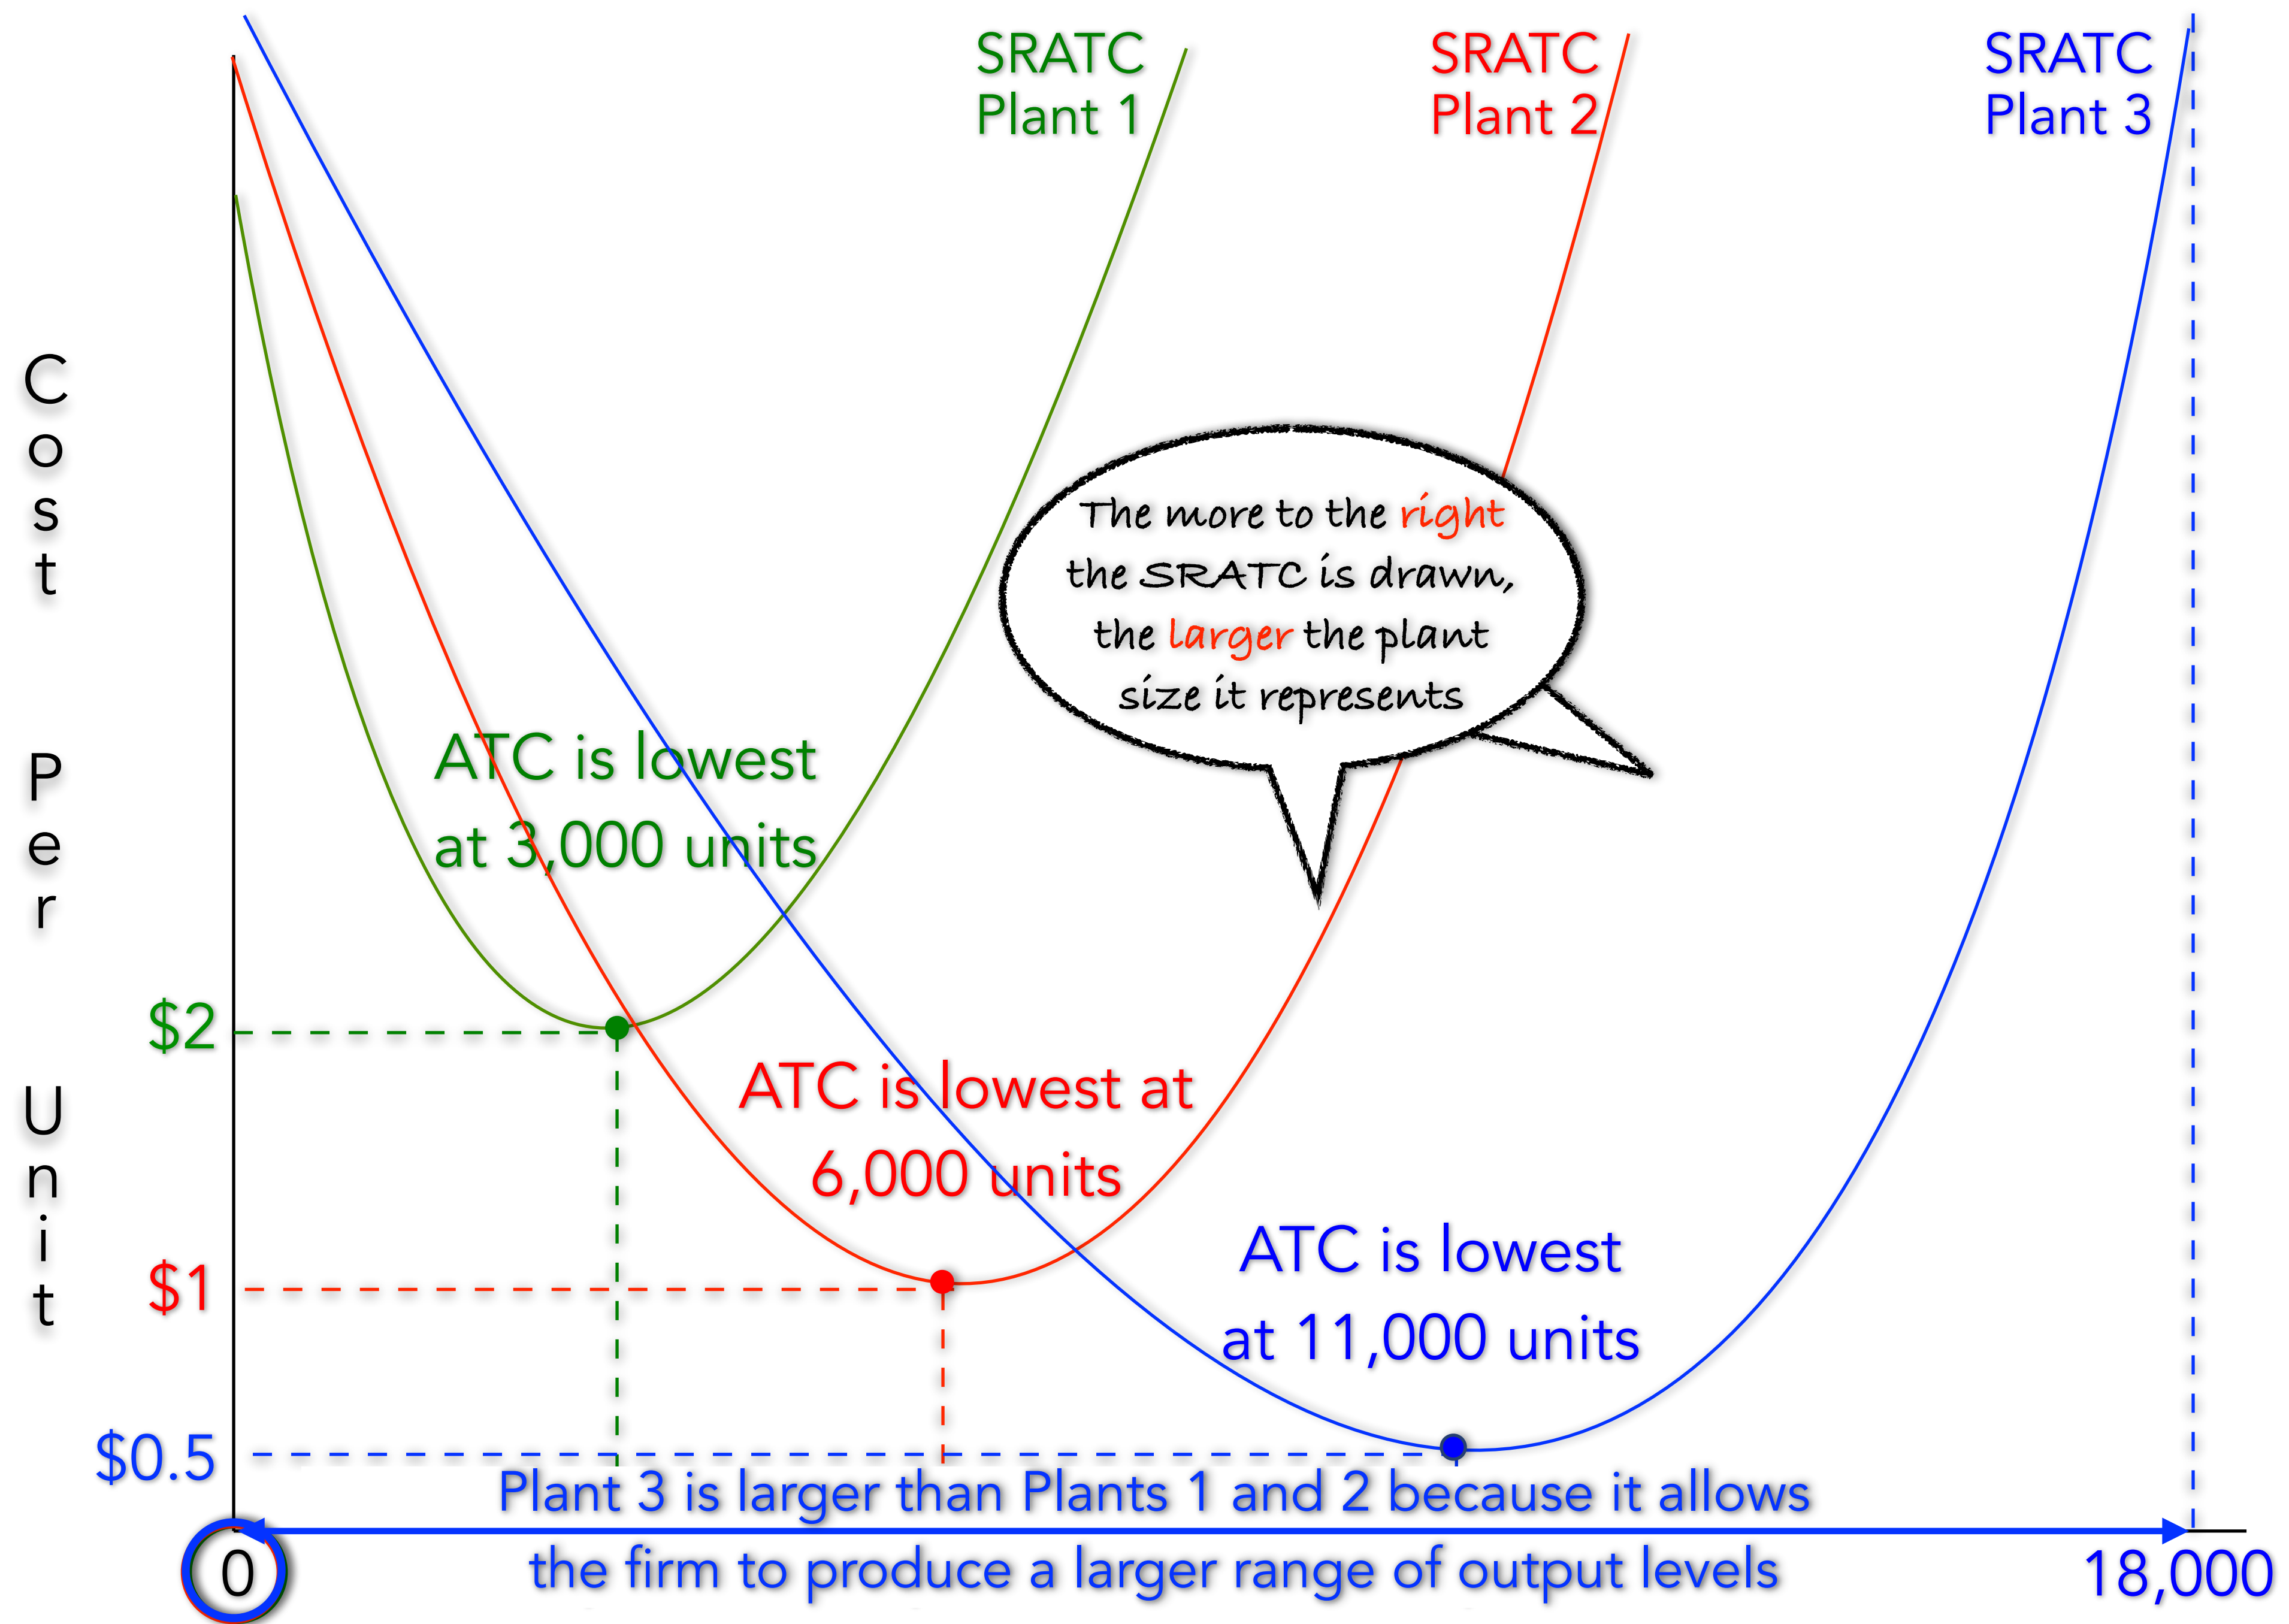 SRATC
Plant 1
SRATC
Plant 2
SRATC
Plant 3
Cost Per Unit
The more to the right
the SRATC is drawn,
the larger the plant
size it represents
ATC is lowest
at 3,000 units
$2
ATC is lowest at
6,000 units
$1
ATC is lowest
at 11,000 units
$0.5
Plant 3 is larger than Plants 1 and 2 because it allows
the firm to produce a larger range of output levels
0
18,000